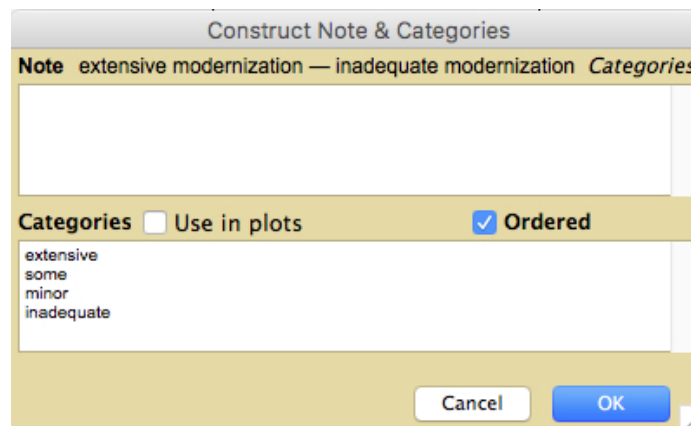 Construct Note & Categories
Note extensive modernization — inadequate modernization Categories
Categories Use in plots Ordered
extensive
some
minor
inadequate
Cancel OK